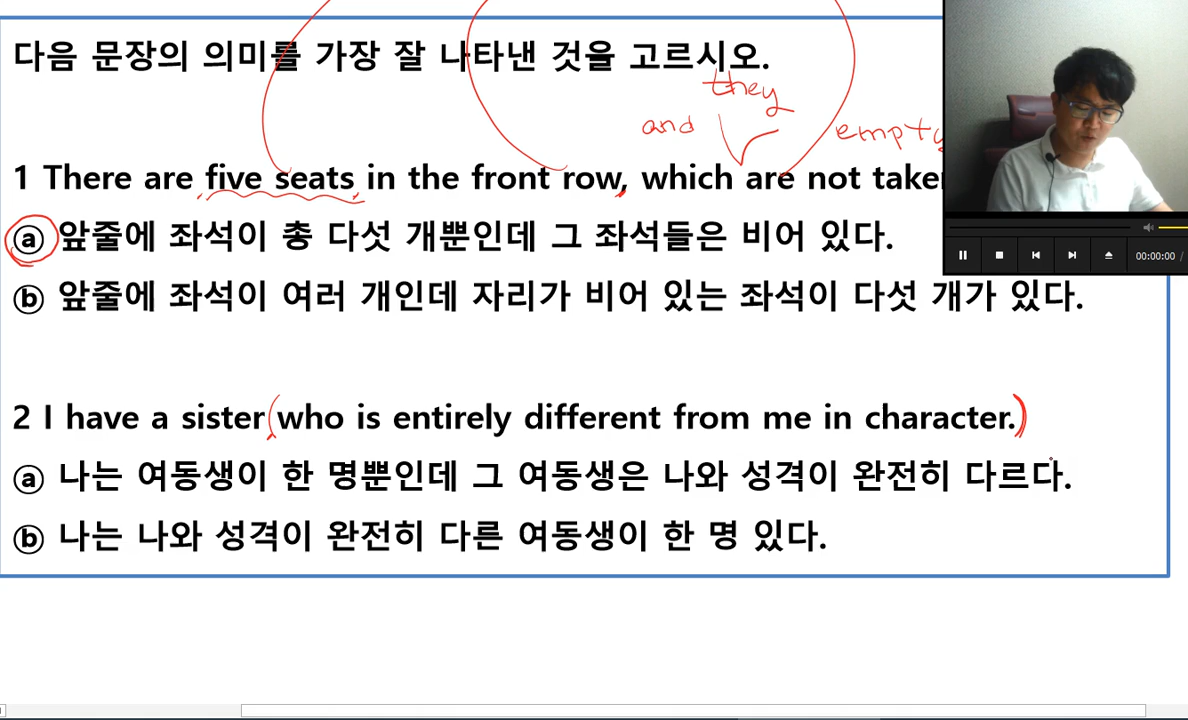 다음 문장의 의미를 가장 잘 나타낸 것을 고르시오.
they
and
empty
1 There are five seats in the front row, which are not taken
ⓐ 앞줄에 좌석이 총 다섯 개뿐인데 그 좌석들은 비어 있다.
ⓑ 앞줄에 좌석이 여러 개인데 자리가 비어 있는 좌석이 다섯 개가 있다.
2 I have a sister (who is entirely different from me in character.)
ⓐ 나는 여동생이 한 명뿐인데 그 여동생은 나와 성격이 완전히 다르다.
ⓑ 나는 나와 성격이 완전히 다른 여동생이 한 명 있다.
00:00:00 /